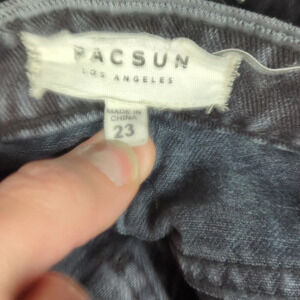 PACSUN
LOS ANGELES
MADE IN
CHINA
23